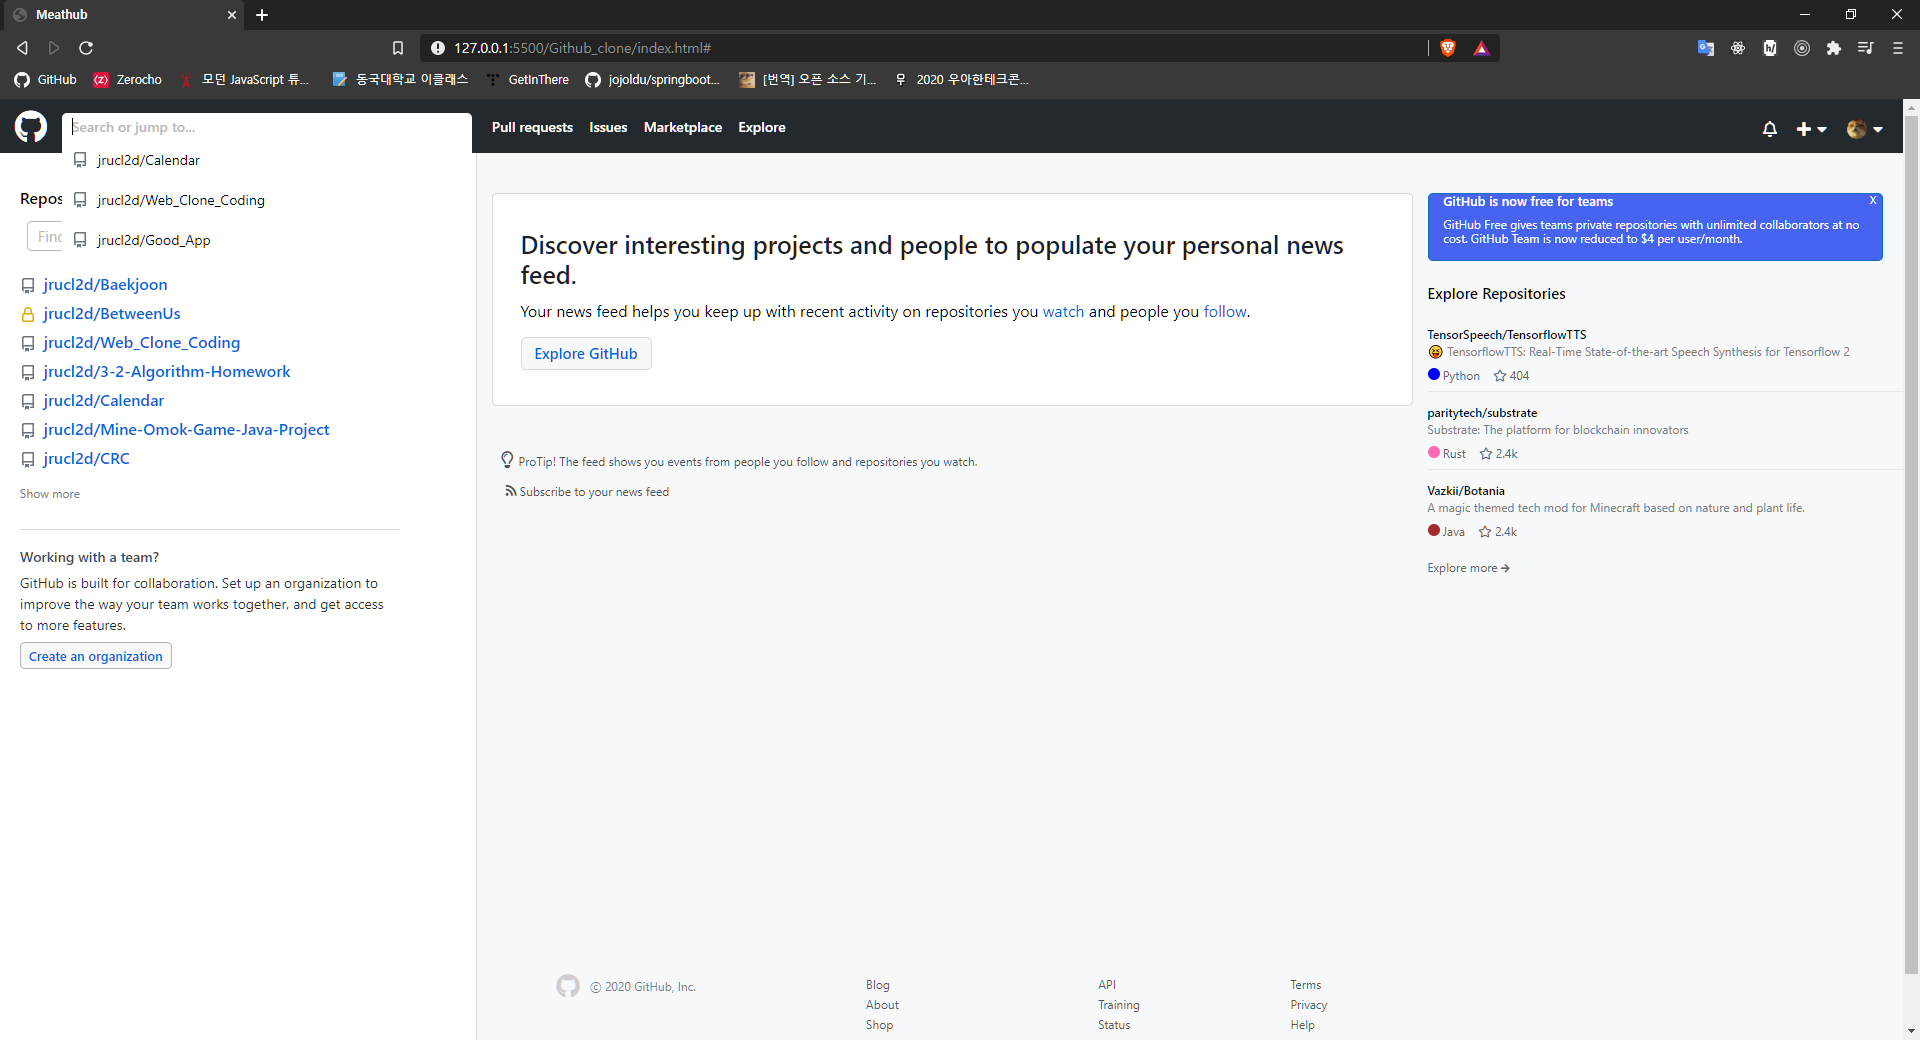 Meathub
127.0.0.1:5500/Github_clone/index.html#
GitHub
Zerocho
모던 JavaScript 튜...
동국대학교 이클래스
GetInThere
jojoldu/springboot...
[번역] 오픈 소스 기...
2020 우아한테크콘...
Search or jump to...
Pull requests
Issues
Marketplace
Explore
jrucl2d/Calendar
jrucl2d/Web_Clone_Coding
jrucl2d/Good_App
Repos
Finc
jrucl2d/Baekjoon
jrucl2d/BetweenUs
jrucl2d/Web_Clone_Coding
jrucl2d/3-2-Algorithm-Homework
jrucl2d/Calendar
jrucl2d/Mine-Omok-Game-Java-Project
jrucl2d/CRC
Show more
Working with a team?
GitHub is built for collaboration. Set up an organization to
improve the way your team works together, and get access
to more features.
Create an organization
Discover interesting projects and people to populate your personal news
feed.
Your news feed helps you keep up with recent activity on repositories you watch and people you follow.
Explore GitHub
ProTip! The feed shows you events from people you follow and repositories you watch.
Subscribe to your news feed
GitHub is now free for teams
X
GitHub Free gives teams private repositories with unlimited collaborators at no
cost. GitHub Team is now reduced to $4 per user/month.
Explore Repositories
TensorSpeech/TensorflowTTS
😝 TensorflowTTS: Real-Time State-of-the-art Speech Synthesis for Tensorflow 2
Python 404
paritytech/substrate
Substrate: The platform for blockchain innovators
Rust 2.4k
Vazkii/Botania
A magic themed tech mod for Minecraft based on nature and plant life.
Java 2.4k
Explore more →
© 2020 GitHub, Inc.
Blog
About
Shop
API
Training
Status
Terms
Privacy
Help